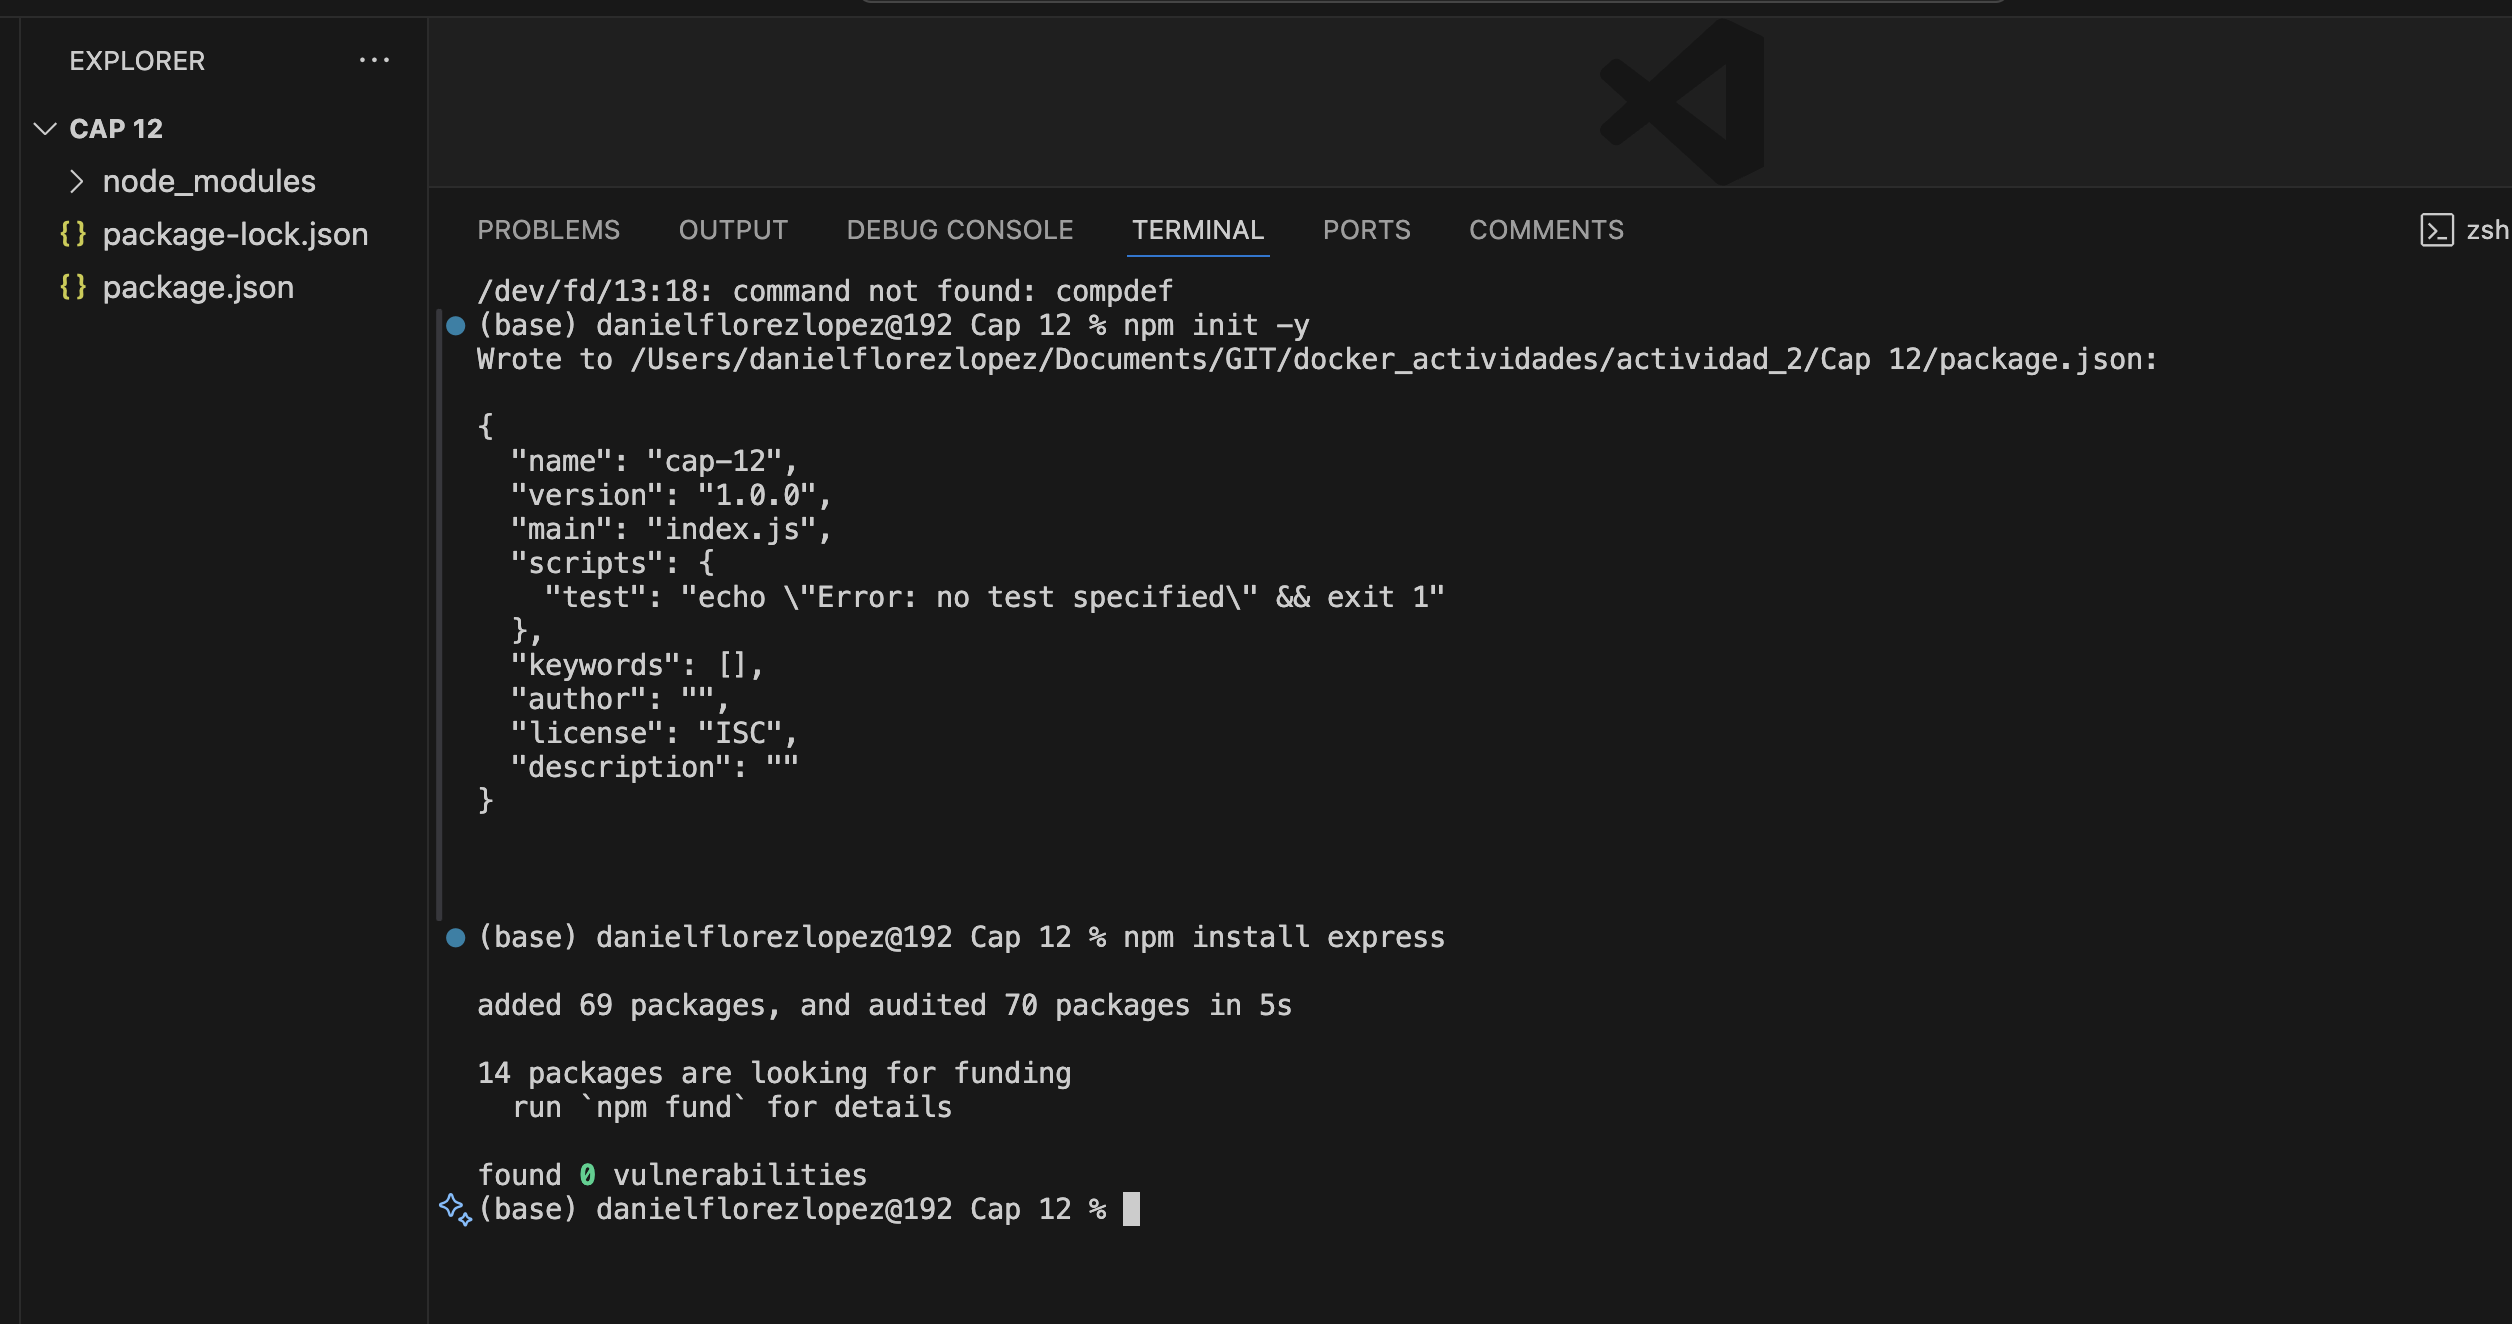 EXPLORER
CAP 12
node_modules
{} package-lock.json
{} package.json
PROBLEMS OUTPUT DEBUG CONSOLE TERMINAL PORTS COMMENTS zsh
/dev/fd/13:18: command not found: compdef
(base) danielflorezlopez@192 Cap 12 % npm init -y
Wrote to /Users/danielflorezlopez/Documents/GIT/docker_actividades/actividad_2/Cap 12/package.json:
{
  "name": "cap-12",
  "version": "1.0.0",
  "main": "index.js",
  "scripts": {
    "test": "echo \"Error: no test specified\" && exit 1"
  },
  "keywords": [],
  "author": "",
  "license": "ISC",
  "description": ""
}
(base) danielflorezlopez@192 Cap 12 % npm install express
added 69 packages, and audited 70 packages in 5s
14 packages are looking for funding
  run `npm fund` for details
found 0 vulnerabilities
(base) danielflorezlopez@192 Cap 12 %